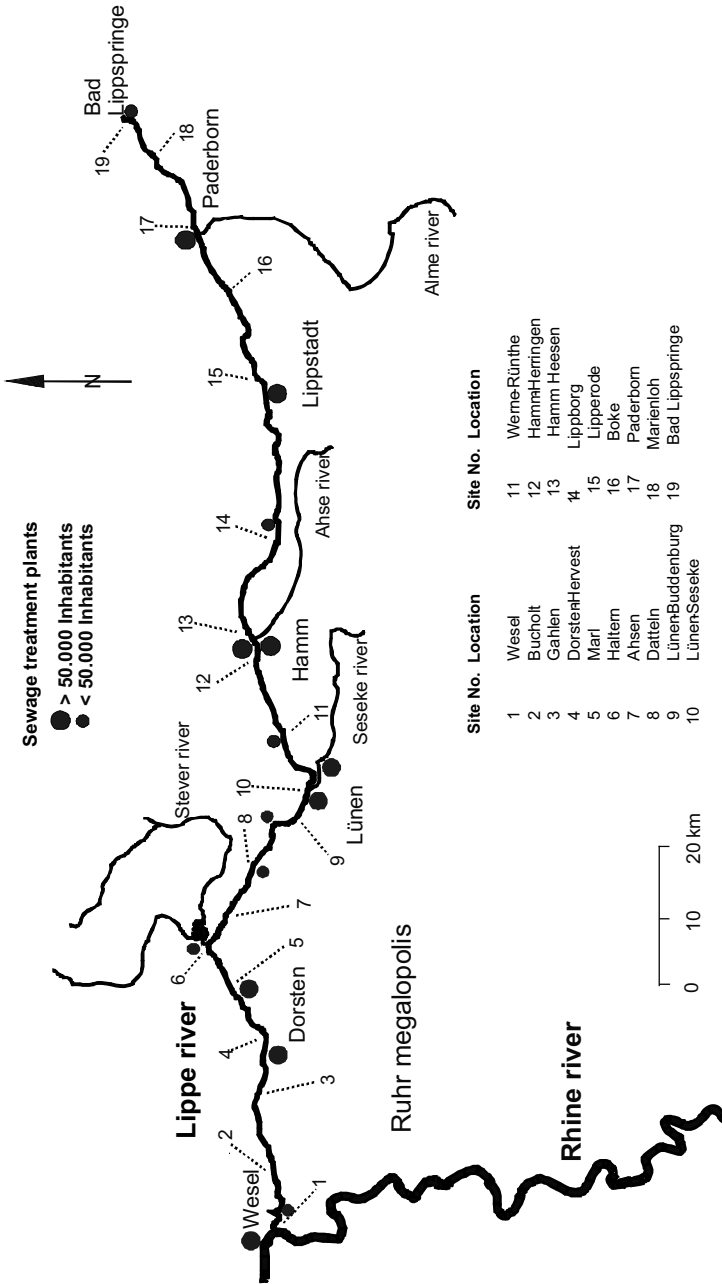 Sewage treatment plants
> 50.000 Inhabitants
< 50.000 Inhabitants
N
Bad
Lippspringe
19
18
Paderborn
17
16
Alme river
15
Lippstadt
14
Ahse river
13
12
Hamm
11
Seseke river
10
Lünen
9
8
Stever river
7
6
5
Dorsten
4
Lippe river
3
2
Wesel
1
Ruhr megalopolis
Rhine river
0 10 20 km
Site No. Location Site No. Location
1 Wesel 11 Werne-Rünthe
2 Bucholt 12 Hamm-Herringen
3 Gahlen 13 Hamm Heesen
4 Dorsten-Hervest 14 Lippborg
5 Marl 15 Lipperode
6 Haltern 16 Boke
7 Ahsen 17 Paderborn
8 Datteln 18 Marienloh
9 Lünen-Buddenburg 19 Bad Lippspringe
10 Lünen-Seseke